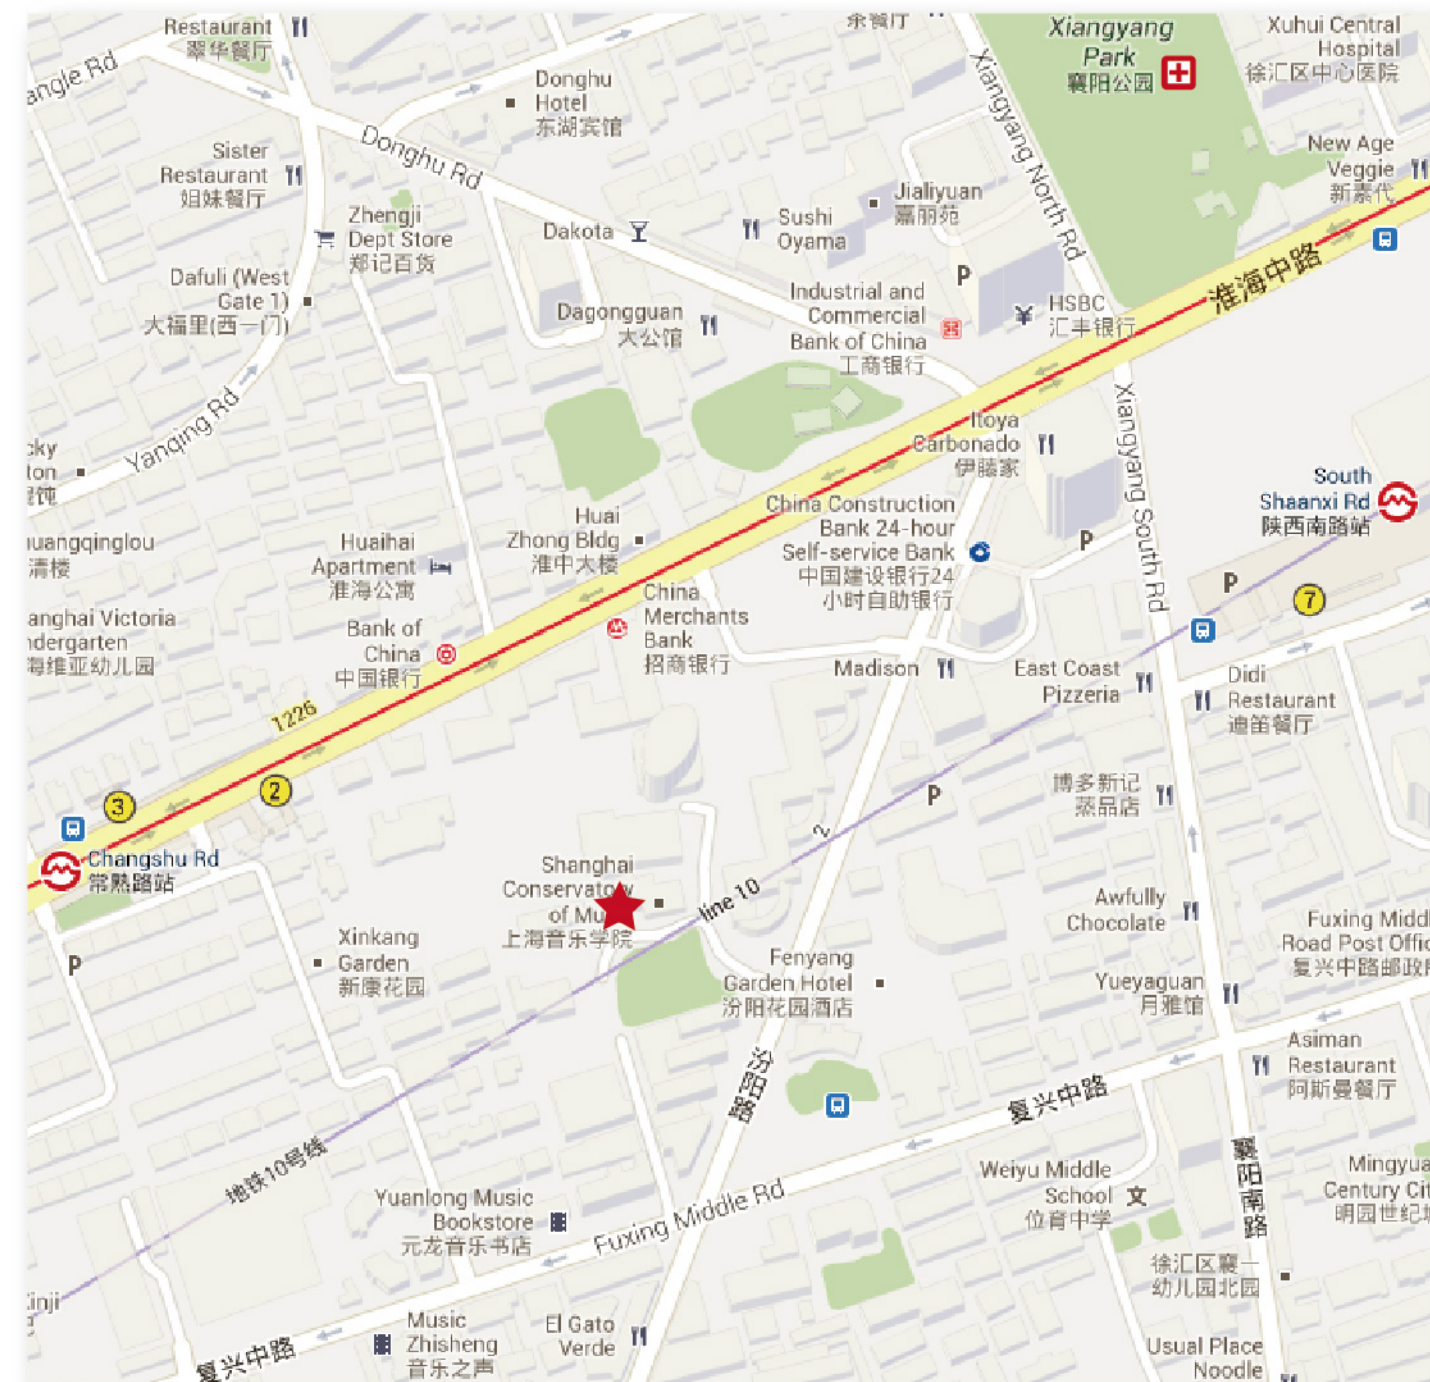 Restaurant
翠华餐厅
茶餐厅
Xiangyang
Park
襄阳公园
Xuhui Central
Hospital
徐汇区中心医院
angle Rd
Donghu
Hotel
东湖宾馆
Xiangyang North Rd
Donghu Rd
Sister
Restaurant
姐妹餐厅
New Age
Veggie
新素代
Zhengji
Dept Store
郑记百货
Dakota
Sushi
Oyama
Jialiyuan
嘉丽苑
Dafuli (West
Gate 1)
大福里(西一门)
P
淮海中路
Dagongguan
大公馆
Industrial and
Commercial
Bank of China
工商银行
¥
HSBC
汇丰银行
Yanqing Rd
Itoya
Carbonado
伊藤家
Xiangyang South Rd
cky
ton
South
Shaanxi Rd
陕西南路站
China Construction
Bank 24-hour
Self-service Bank
中国建设银行24
小时自助银行
Huai
Zhong Bldg
淮中大楼
P
uangqinglou
清楼
Huaihai
Apartment
淮海公寓
China
Merchants
Bank
招商银行
P
7
anghai Victoria
ndergarten
海维亚幼儿园
Bank of
China
中国银行
Madison
East Coast
Pizzeria
Didi
Restaurant
迪笛餐厅
1226
3
2
P
博多新记
蒸品店
2
Changshu Rd
常熟路站
Shanghai
Conservatory
of Mu
上海音乐学院
line 10
Awfully
Chocolate
Fuxing Middl
Road Post Offic
复兴中路邮政
P
Xinkang
Garden
新康花园
Fenyang
Garden Hotel
汾阳花园酒店
Yueyaguan
月雅馆
Asiman
Restaurant
阿斯曼餐厅
汾阳路
复兴中路
地铁10号线
襄阳南路
Weiyu Middle
School
位育中学
文
Mingyua
Century Cit
明园世纪城
Yuanlong Music
Bookstore
元龙音乐书店
Fuxing Middle Rd
徐汇区襄一
幼儿园北园
inji
复兴中路
Music
Zhisheng
音乐之声
El Gato
Verde
Usual Place
Noodle